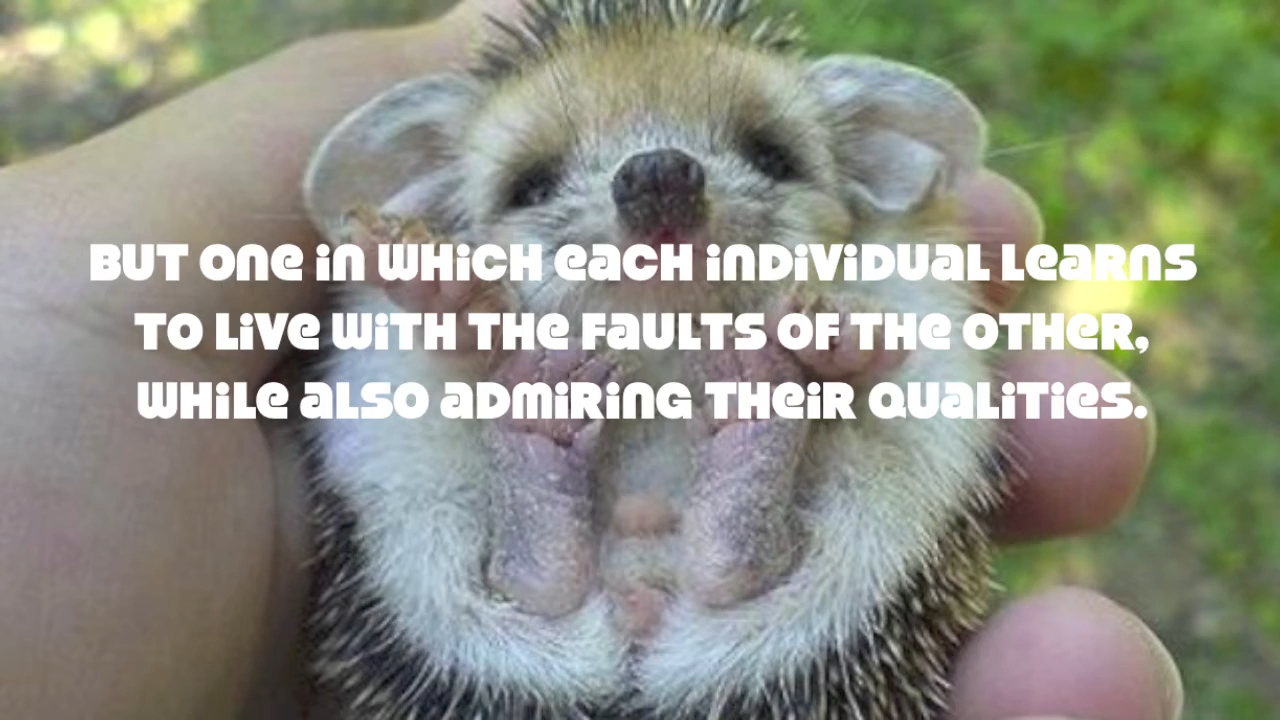 BUT ONE IN WHICH EACH INDIVIDUAL LEARNS
TO LIVE WITH THE FAULTS OF THE OTHER,
WHILE ALSO ADMIRING THEIR QUALITIES.